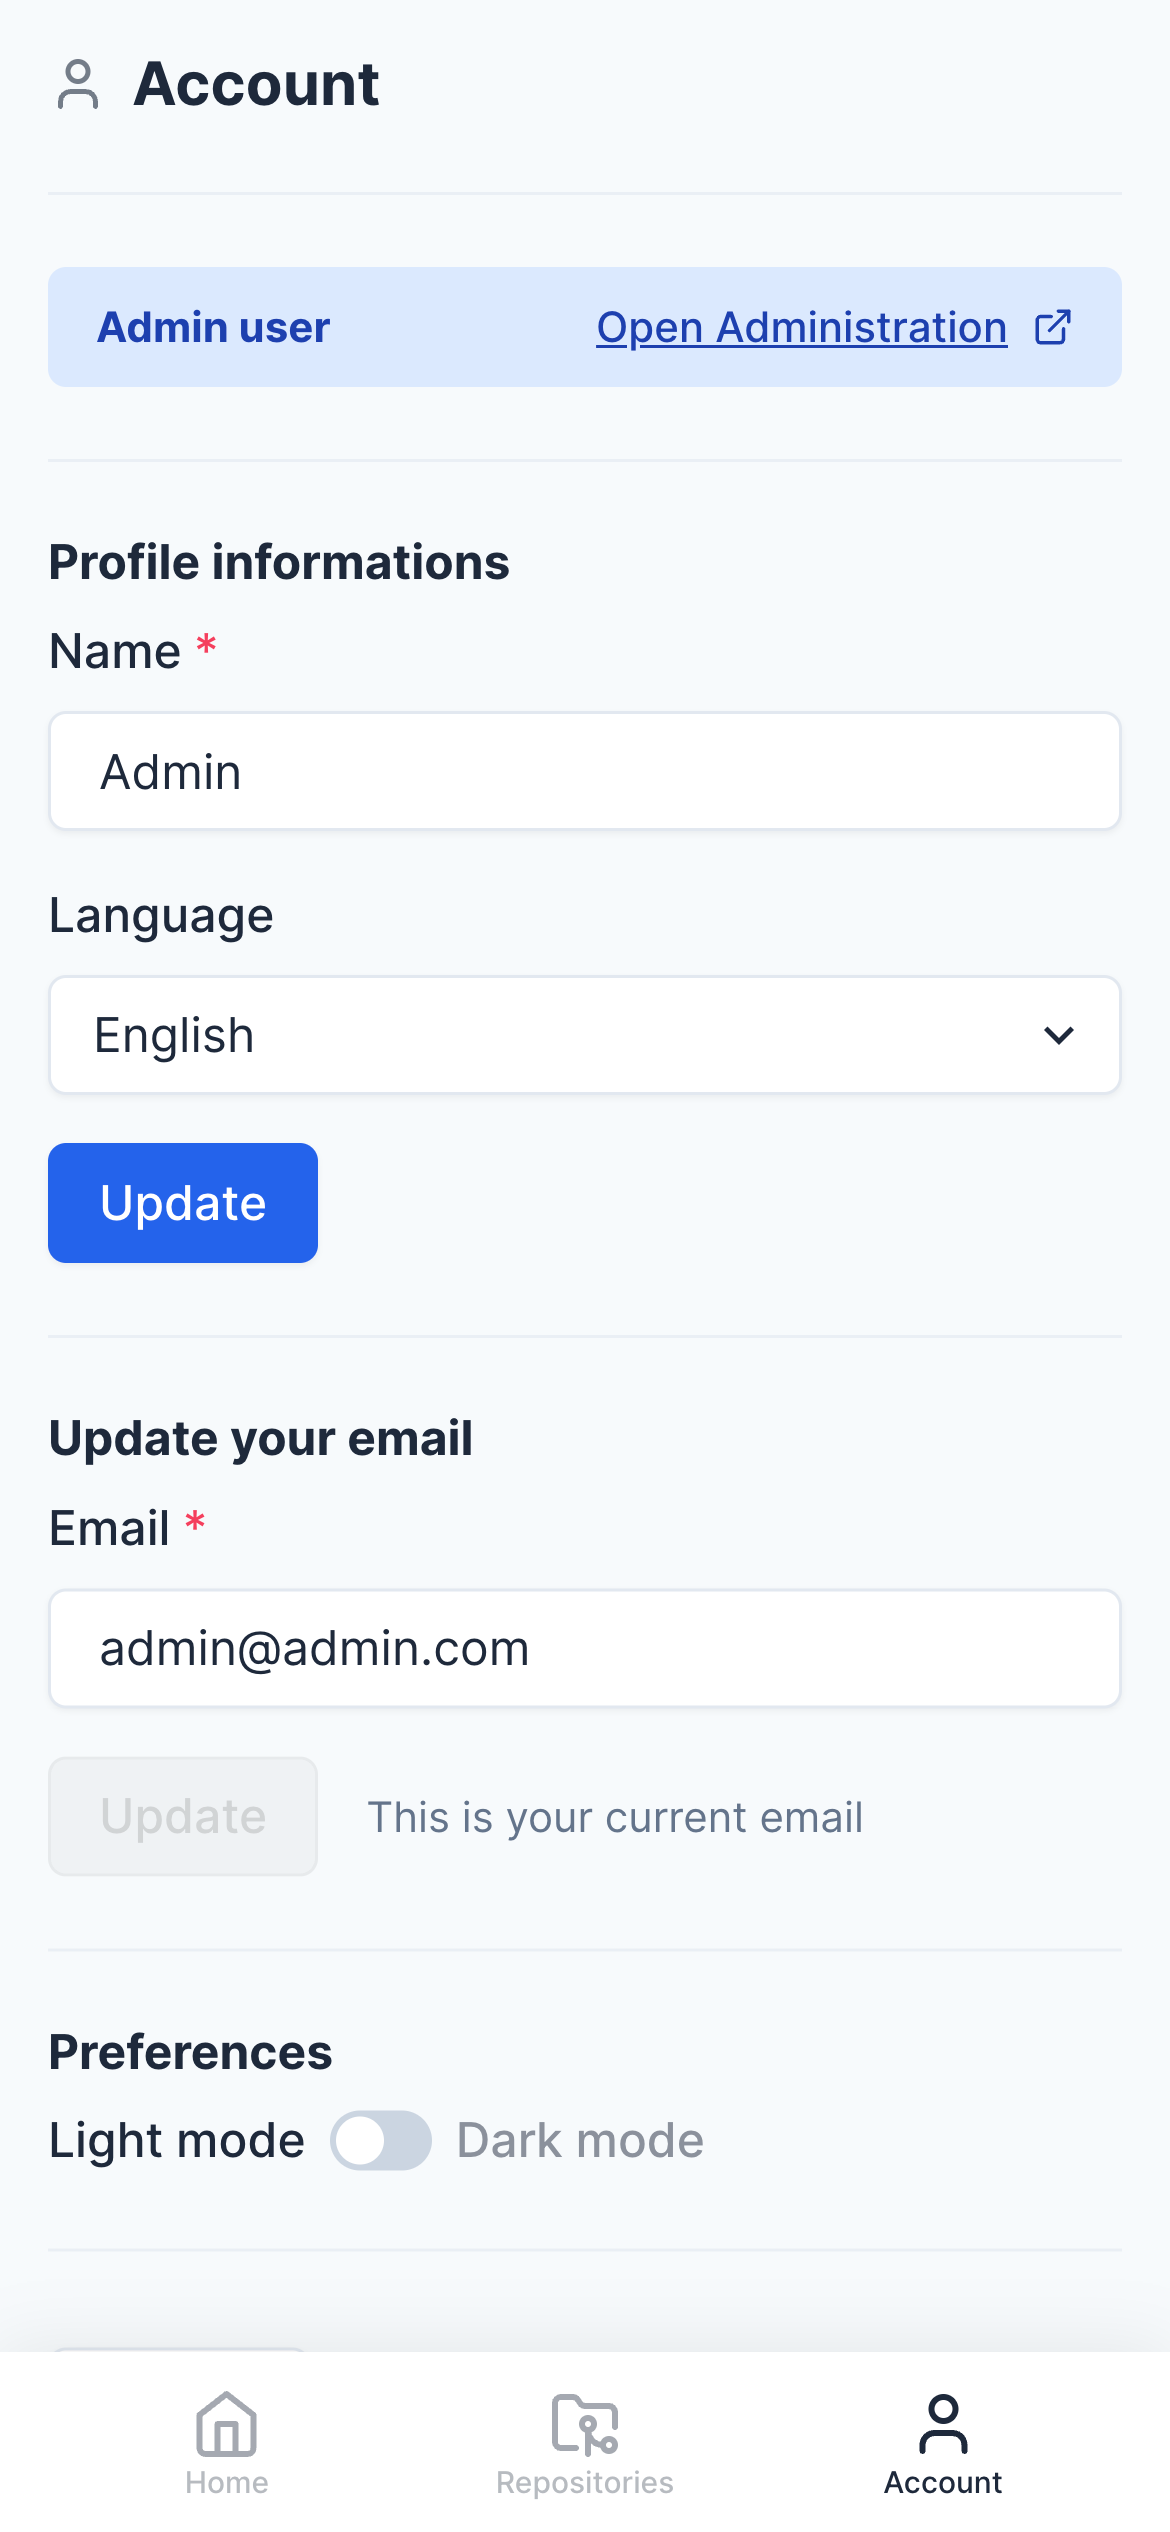 Account
Admin user
Open Administration
Profile informations
Name *
Admin
Language
English
Update
Update your email
Email *
admin@admin.com
Update
This is your current email
Preferences
Light mode
Dark mode
Home
Repositories
Account